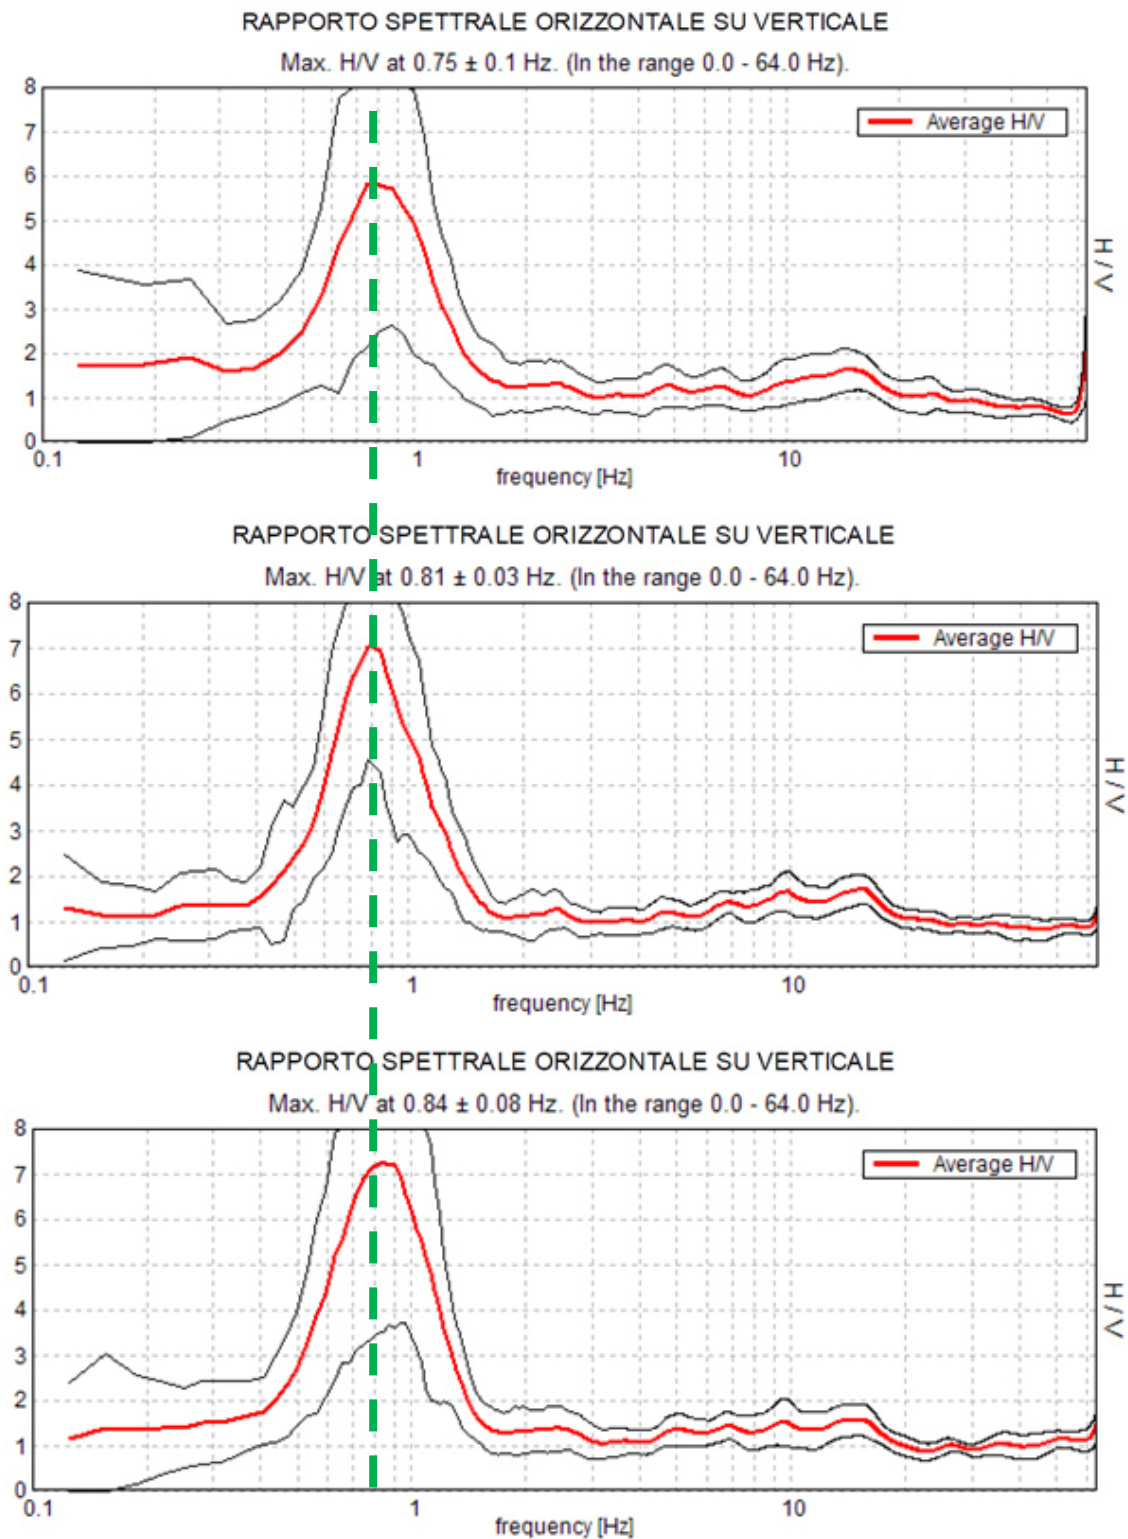 RAPPORTO SPETTRALE ORIZZONTALE SU VERTICALE
Max. H/V at 0.75 ± 0.1 Hz. (In the range 0.0 - 64.0 Hz).
8
7
6
5
4
3
2
1
0
Average H/V
H/V
0.1 1 10
frequency [Hz]
RAPPORTO SPETTRALE ORIZZONTALE SU VERTICALE
Max. H/V at 0.81 ± 0.03 Hz. (In the range 0.0 - 64.0 Hz).
8
7
6
5
4
3
2
1
0
Average H/V
H/V
0.1 1 10
frequency [Hz]
RAPPORTO SPETTRALE ORIZZONTALE SU VERTICALE
Max. H/V at 0.84 ± 0.08 Hz. (In the range 0.0 - 64.0 Hz).
8
7
6
5
4
3
2
1
0
Average H/V
H/V
0.1 1 10
frequency [Hz]